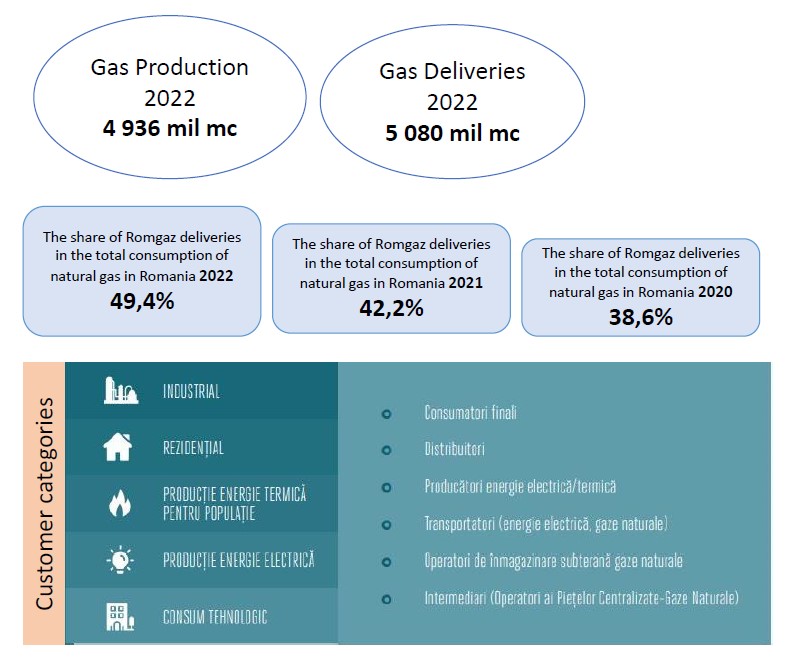 Gas Production
2022
4 936 mil mc
Gas Deliveries
2022
5 080 mil mc
The share of Romgaz deliveries
in the total consumption of
natural gas in Romania 2022
49,4%
The share of Romgaz deliveries
in the total consumption of
natural gas in Romania 2021
42,2%
The share of Romgaz deliveries
in the total consumption of
natural gas in Romania 2020
38,6%
Customer categories
INDUSTRIAL
REZIDENȚIAL
PRODUCȚIE ENERGIE TERMICĂ
PENTRU POPULAȚIE
PRODUCȚIE ENERGIE ELECTRICĂ
CONSUM TEHNOLOGIC
Consumatori finali
Distribuitori
Producători energie electrică/termică
Transportatori (energie electrică, gaze naturale)
Operatori de înmagazinare subterană gaze naturale
Intermediari (Operatori ai Piețelor Centralizate-Gaze Naturale)